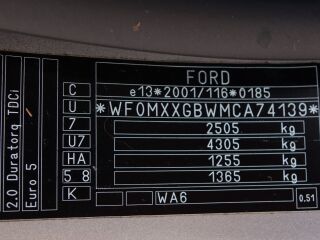 2.0 Duratorq TDCi
Euro 5
C
U
7
U7
HA
5 8
K
FORD
e13*2001/116*0185
*WF0MXXGBWMCA74139*
2505 kg
4305 kg
1255 kg
1365 kg
WA6
0.51